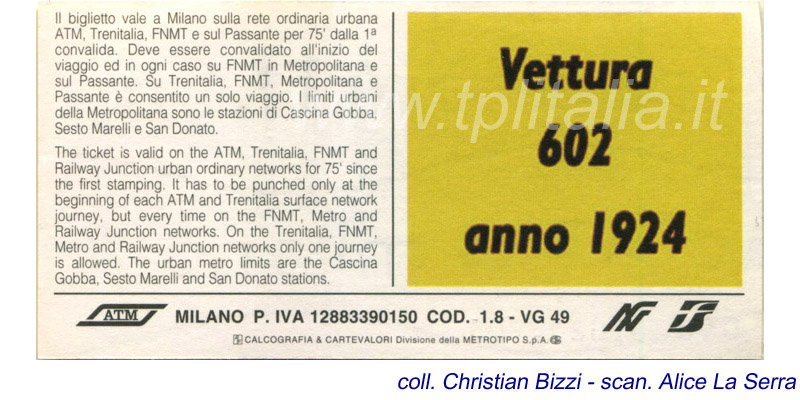 Il biglietto vale a Milano sulla rete ordinaria urbana
ATM, Trenitalia, FNMT e sul Passante per 75' dalla 1ª
convalida. Deve essere convalidato all'inizio del
viaggio ed in ogni caso su FNMT in Metropolitana e
sul Passante. Su Trenitalia, FNMT, Metropolitana e
Passante è consentito un solo viaggio. I limiti urbani
della Metropolitana sono le stazioni di Cascina Gobba,
Sesto Marelli e San Donato.
The ticket is valid on the ATM, Trenitalia, FNMT and
Railway Junction urban ordinary networks for 75' since
the first stamping. It has to be punched only at the
beginning of each ATM and Trenitalia surface network
journey, but every time on the FNMT, Metro and
Railway Junction networks. On the Trenitalia, FNMT,
Metro and Railway Junction networks only one journey
is allowed. The urban metro limits are the Cascina
Gobba, Sesto Marelli and San Donato stations.
Vettura
602
anno 1924
www.tplitalia.it
ATM
MILANO P. IVA 12883390150 COD. 1.8 - VG 49
CALCOGRAFIA & CARTEVALORI Divisione della METROTIPO S.p.A.
coll. Christian Bizzi - scan. Alice La Serra